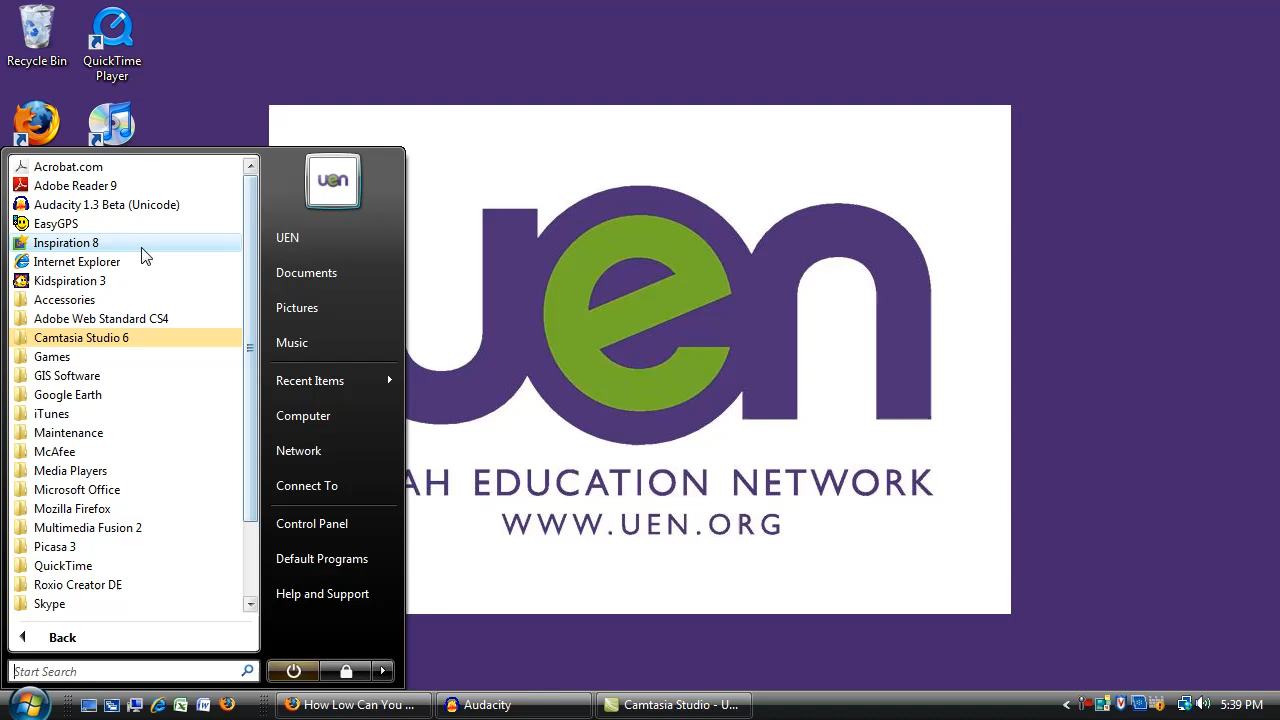 Recycle Bin
QuickTime
Player
Acrobat.com
Adobe Reader 9
Audacity 1.3 Beta (Unicode)
EasyGPS
Inspiration 8
Internet Explorer
Kidspiration 3
Accessories
Adobe Web Standard CS4
Camtasia Studio 6
Games
GIS Software
Google Earth
iTunes
Maintenance
McAfee
Media Players
Microsoft Office
Mozilla Firefox
Multimedia Fusion 2
Picasa 3
QuickTime
Roxio Creator DE
Skype
Back
Start Search
uen
UEN
Documents
Pictures
Music
Recent Items
Computer
Network
Connect To
Control Panel
Default Programs
Help and Support
uen
AH EDUCATION NETWORK
WWW.UEN.ORG
How Low Can You ...
Audacity
Camtasia Studio - U...
5:39 PM